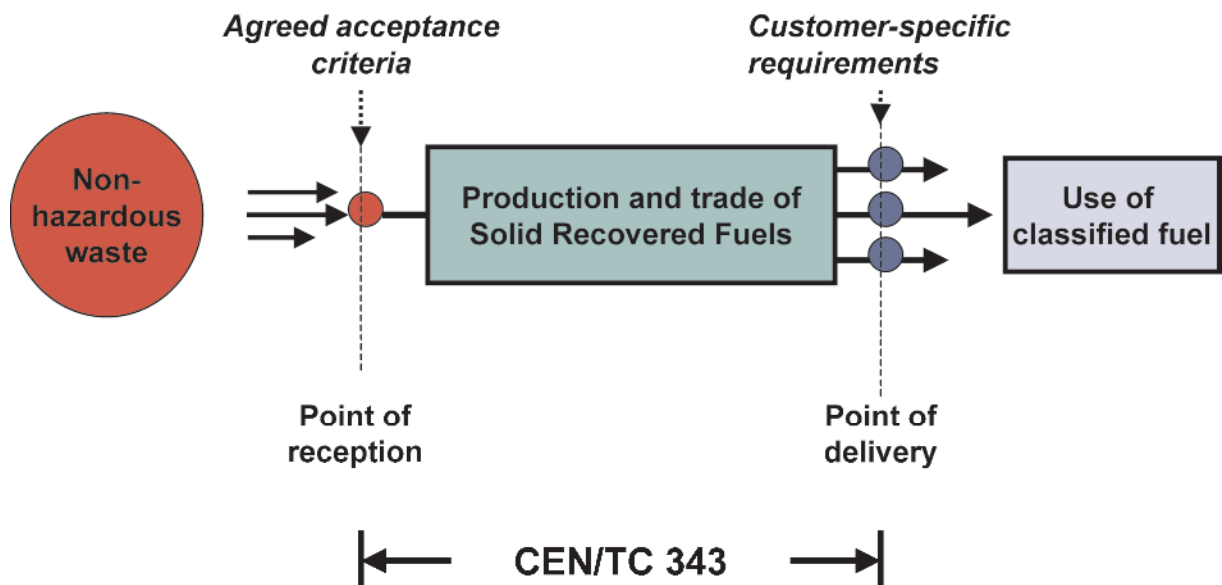 Agreed acceptance
criteria
Customer-specific
requirements
Non-
hazardous
waste
Production and trade of
Solid Recovered Fuels
Use of
classified fuel
Point of
reception
Point of
delivery
CEN/TC 343